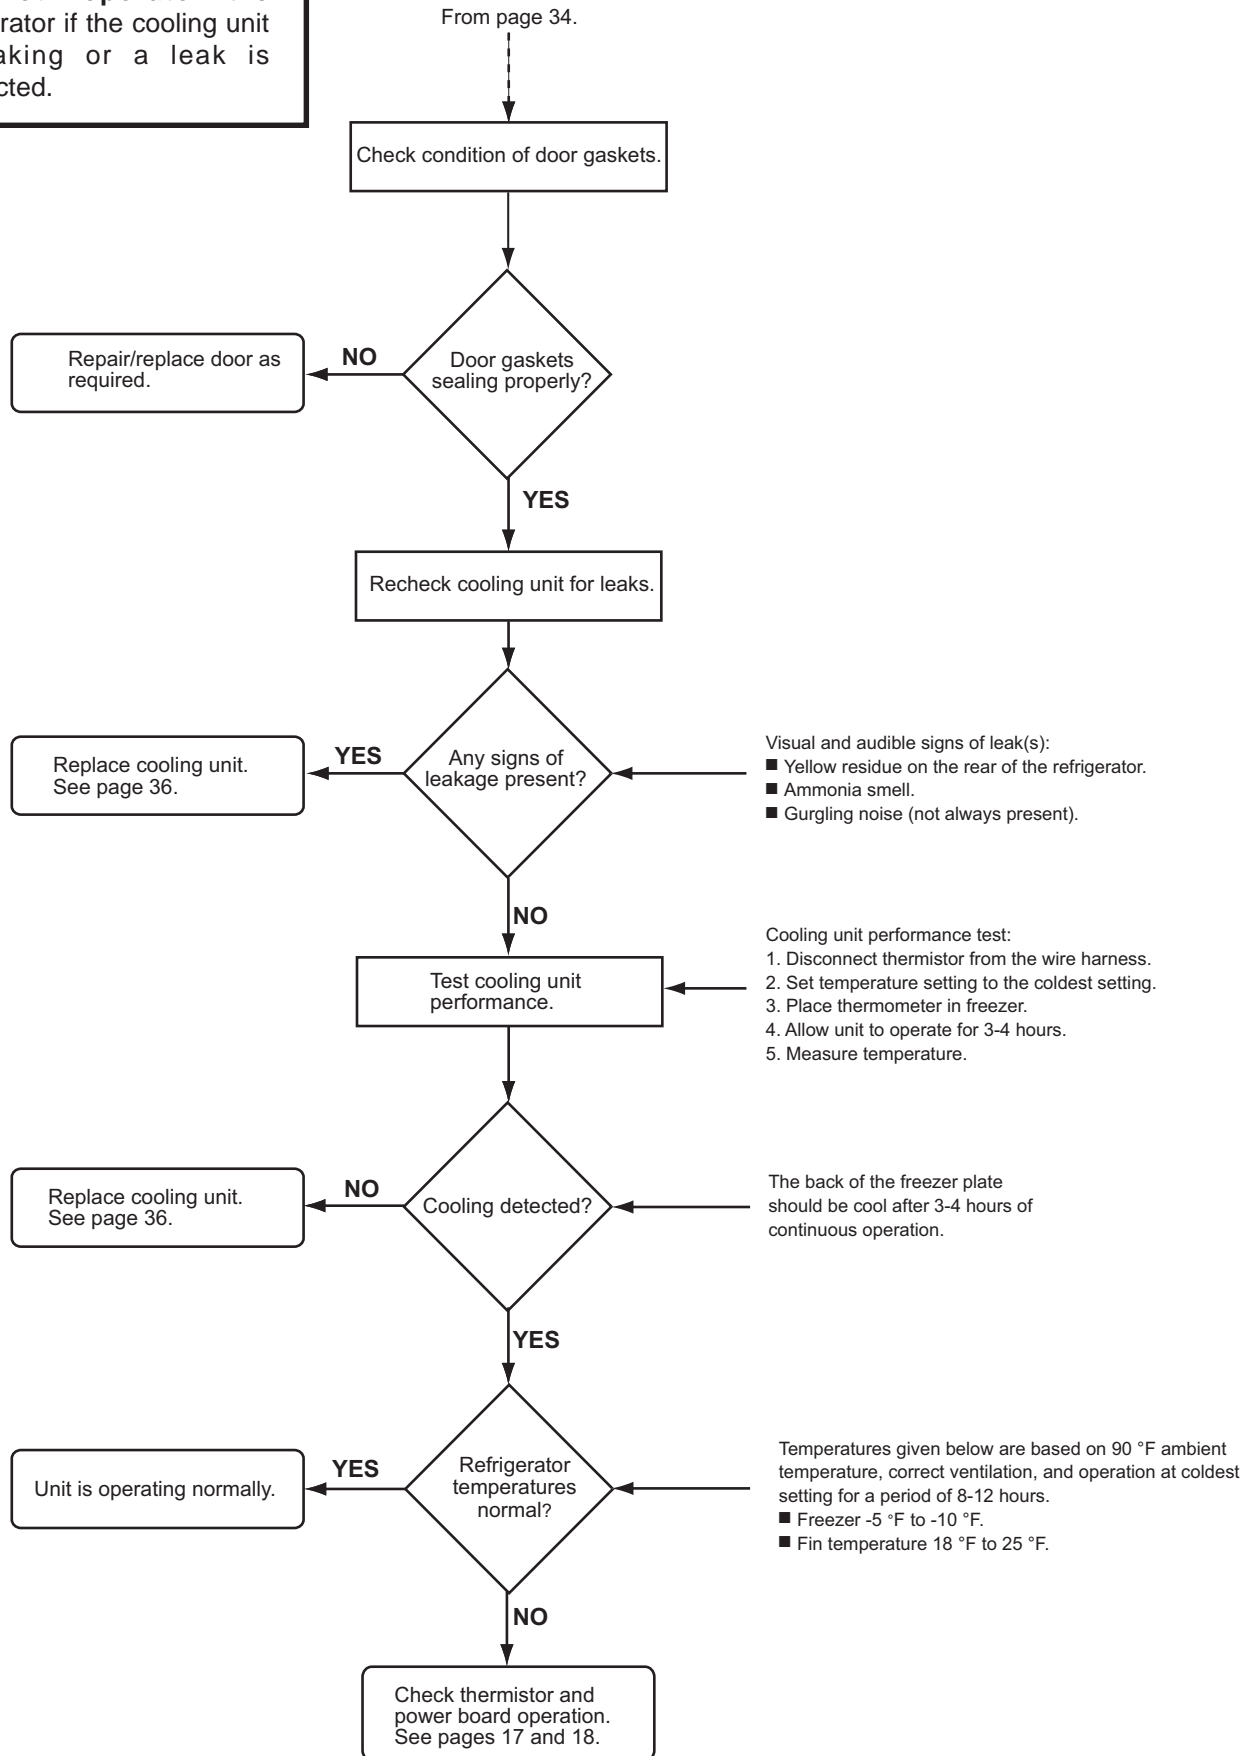 erator if the cooling unit
aking or a leak is
cted.
From page 34.
Check condition of door gaskets.
Repair/replace door as
required.
NO
Door gaskets
sealing properly?
YES
Recheck cooling unit for leaks.
Replace cooling unit.
See page 36.
YES
Any signs of
leakage present?
Visual and audible signs of leak(s):
■ Yellow residue on the rear of the refrigerator.
■ Ammonia smell.
■ Gurgling noise (not always present).
NO
Test cooling unit
performance.
Cooling unit performance test:
1. Disconnect thermistor from the wire harness.
2. Set temperature setting to the coldest setting.
3. Place thermometer in freezer.
4. Allow unit to operate for 3-4 hours.
5. Measure temperature.
Replace cooling unit.
See page 36.
NO
Cooling detected?
The back of the freezer plate
should be cool after 3-4 hours of
continuous operation.
YES
Unit is operating normally.
YES
Refrigerator
temperatures
normal?
Temperatures given below are based on 90 °F ambient
temperature, correct ventilation, and operation at coldest
setting for a period of 8-12 hours.
■ Freezer -5 °F to -10 °F.
■ Fin temperature 18 °F to 25 °F.
NO
Check thermistor and
power board operation.
See pages 17 and 18.